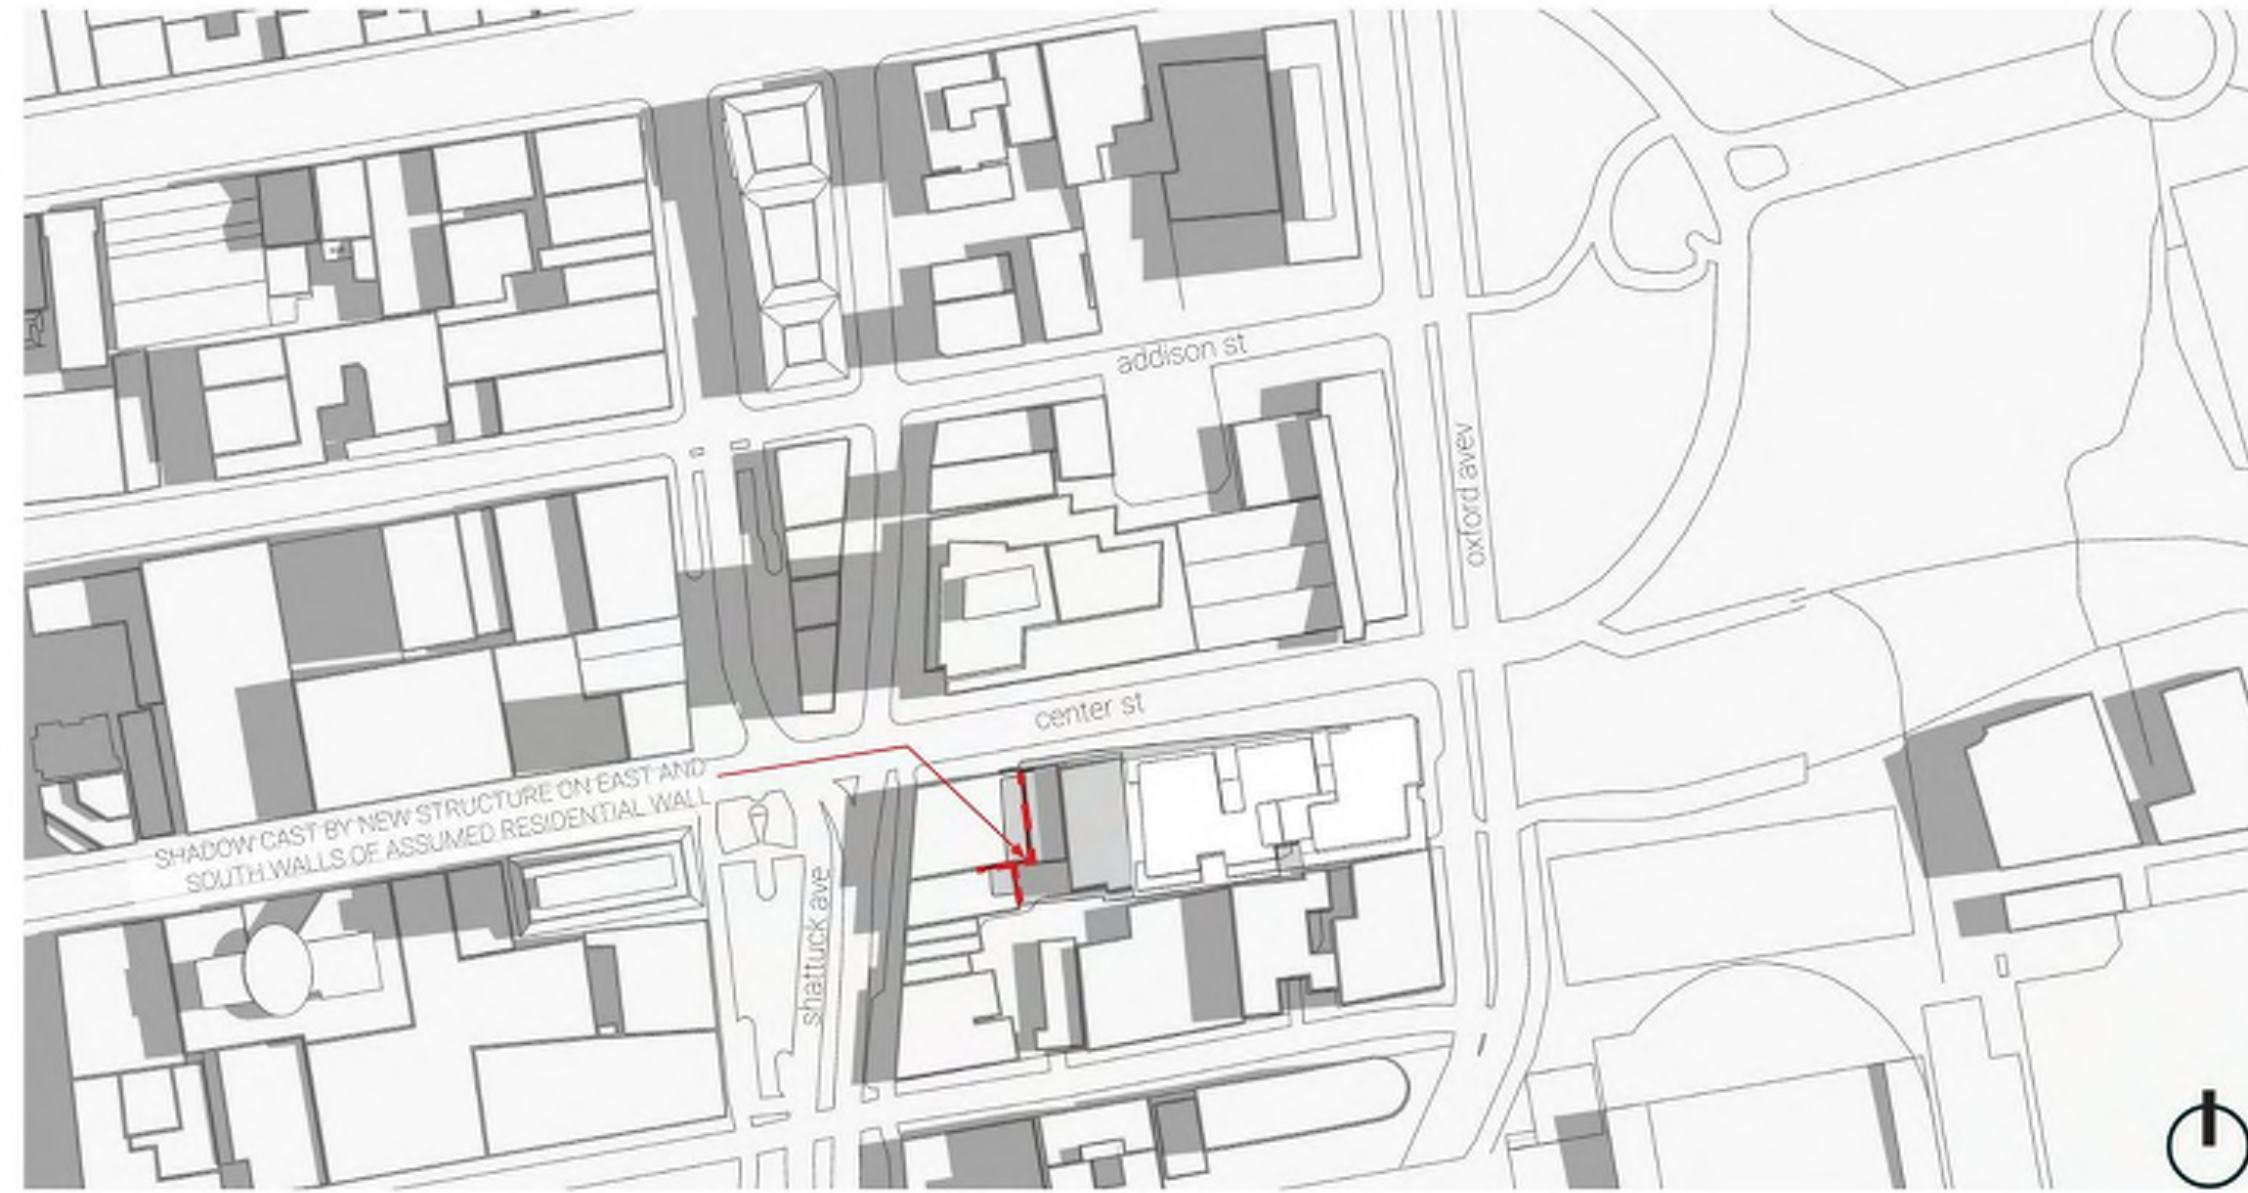 addison st
oxford avev
center st
SHADOW CAST BY NEW STRUCTURE ON EAST AND
SOUTH WALLS OF ASSUMED RESIDENTIAL WALL
shattuck ave